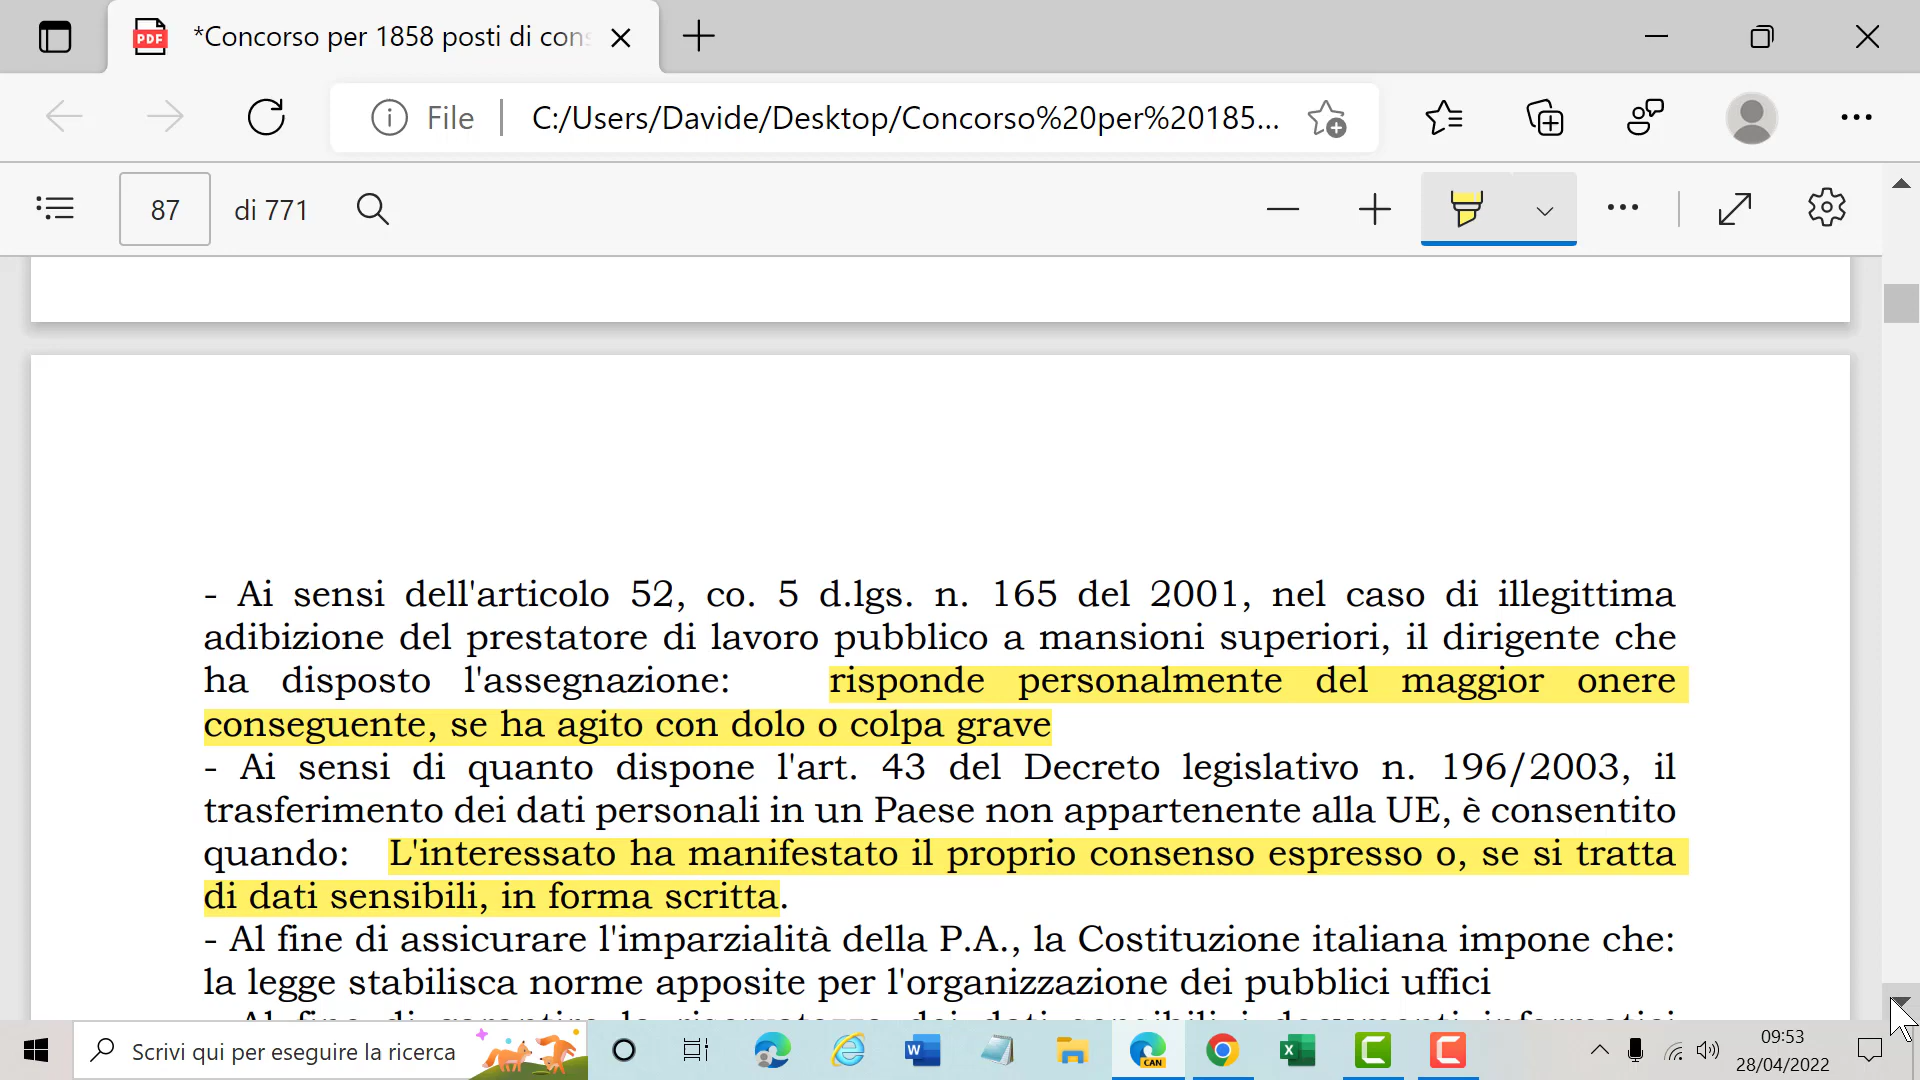 *Concorso per 1858 posti di con
File
C:/Users/Davide/Desktop/Concorso%20per%20185...
87 di 771
- Ai sensi dell'articolo 52, co. 5 d.lgs. n. 165 del 2001, nel caso di illegittima
adibizione del prestatore di lavoro pubblico a mansioni superiori, il dirigente che
ha disposto l'assegnazione: risponde personalmente del maggior onere
conseguente, se ha agito con dolo o colpa grave
- Ai sensi di quanto dispone l'art. 43 del Decreto legislativo n. 196/2003, il
trasferimento dei dati personali in un Paese non appartenente alla UE, è consentito
quando: L'interessato ha manifestato il proprio consenso espresso o, se si tratta
di dati sensibili, in forma scritta.
- Al fine di assicurare l'imparzialità della P.A., la Costituzione italiana impone che:
la legge stabilisca norme apposite per l'organizzazione dei pubblici uffici
Scrivi qui per eseguire la ricerca
CAN
09:53
28/04/2022